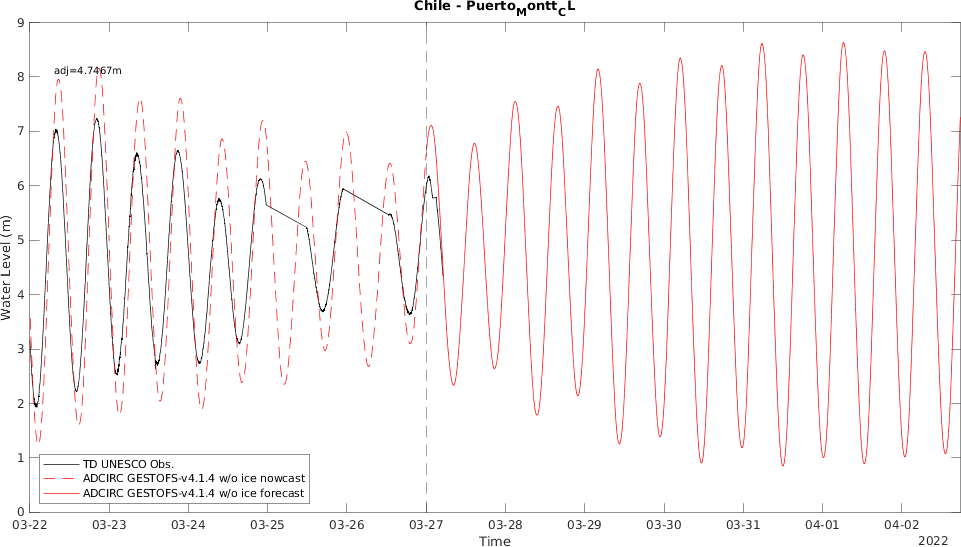 Chile - Puerto_Montt_CL
adj=4.7467m
9
8
7
6
5
4
3
2
1
0
Water Level (m)
TD UNESCO Obs.
ADCIRC GESTOFS-v4.1.4 w/o ice nowcast
ADCIRC GESTOFS-v4.1.4 w/o ice forecast
03-22 03-23 03-24 03-25 03-26 03-27 03-28 03-29 03-30 03-31 04-01 04-02
Time
2022